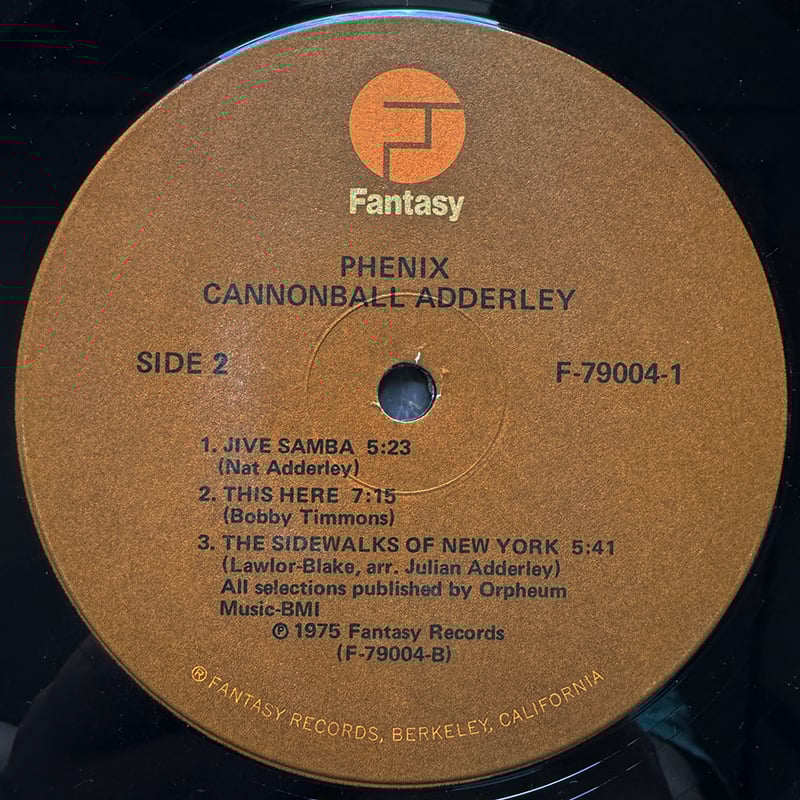 Fantasy
PHENIX
CANNONBALL ADDERLEY
SIDE 2
F-79004-1
1. JIVE SAMBA 5:23
(Nat Adderley)
2. THIS HERE 7:15
(Bobby Timmons)
3. THE SIDEWALKS OF NEW YORK 5:41
(Lawlor-Blake, arr. Julian Adderley)
All selections published by Orpheum
Music-BMI
℗ 1975 Fantasy Records
(F-79004-B)
® FANTASY RECORDS, BERKELEY, CALIFORNIA